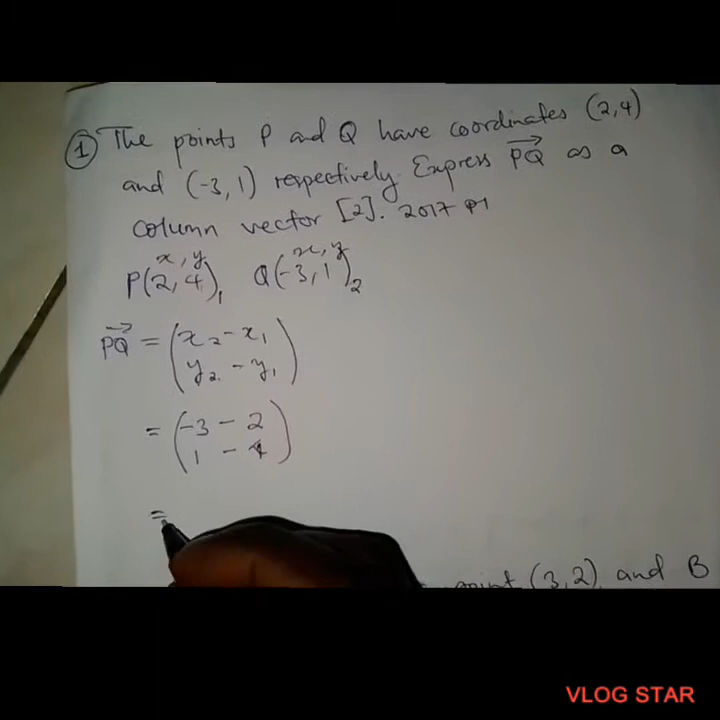 ① The points P and Q have coordinates (2,4)
and (-3, 1) respectively. Express PQ⃗ as a
column vector [2]. 2017 P1
x, y x, y
P(2, 4)₁ Q(-3, 1)₂
PQ⃗ = (x₂ - x₁
y₂ - y₁)
= (-3 - 2
1 - 4)
=
point (3,2) and B
VLOG STAR